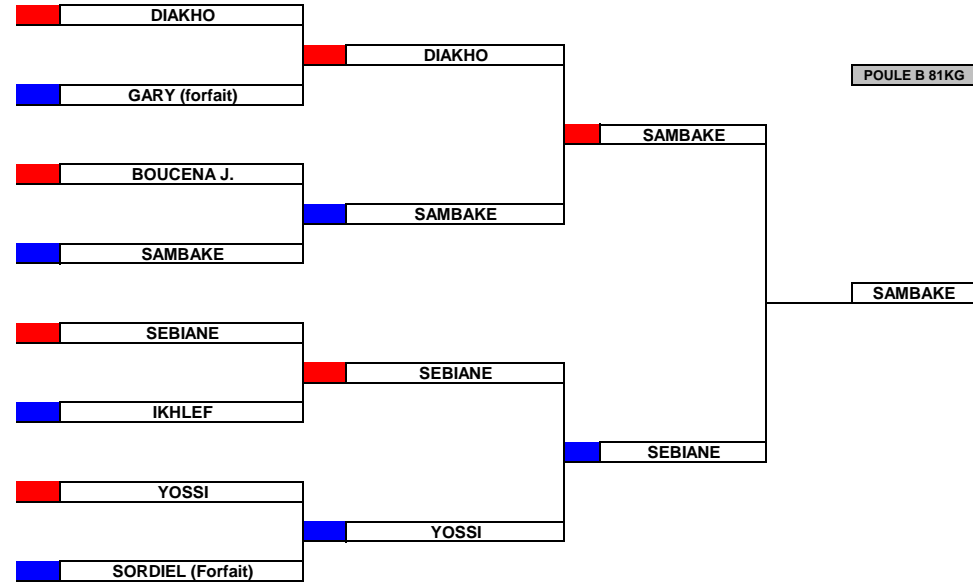 DIAKHO
DIAKHO
POULE B 81KG
GARY (forfait)
SAMBAKE
BOUCENA J.
SAMBAKE
SAMBAKE
SAMBAKE
SEBIANE
SEBIANE
IKHLEF
SEBIANE
YOSSI
YOSSI
SORDIEL (Forfait)